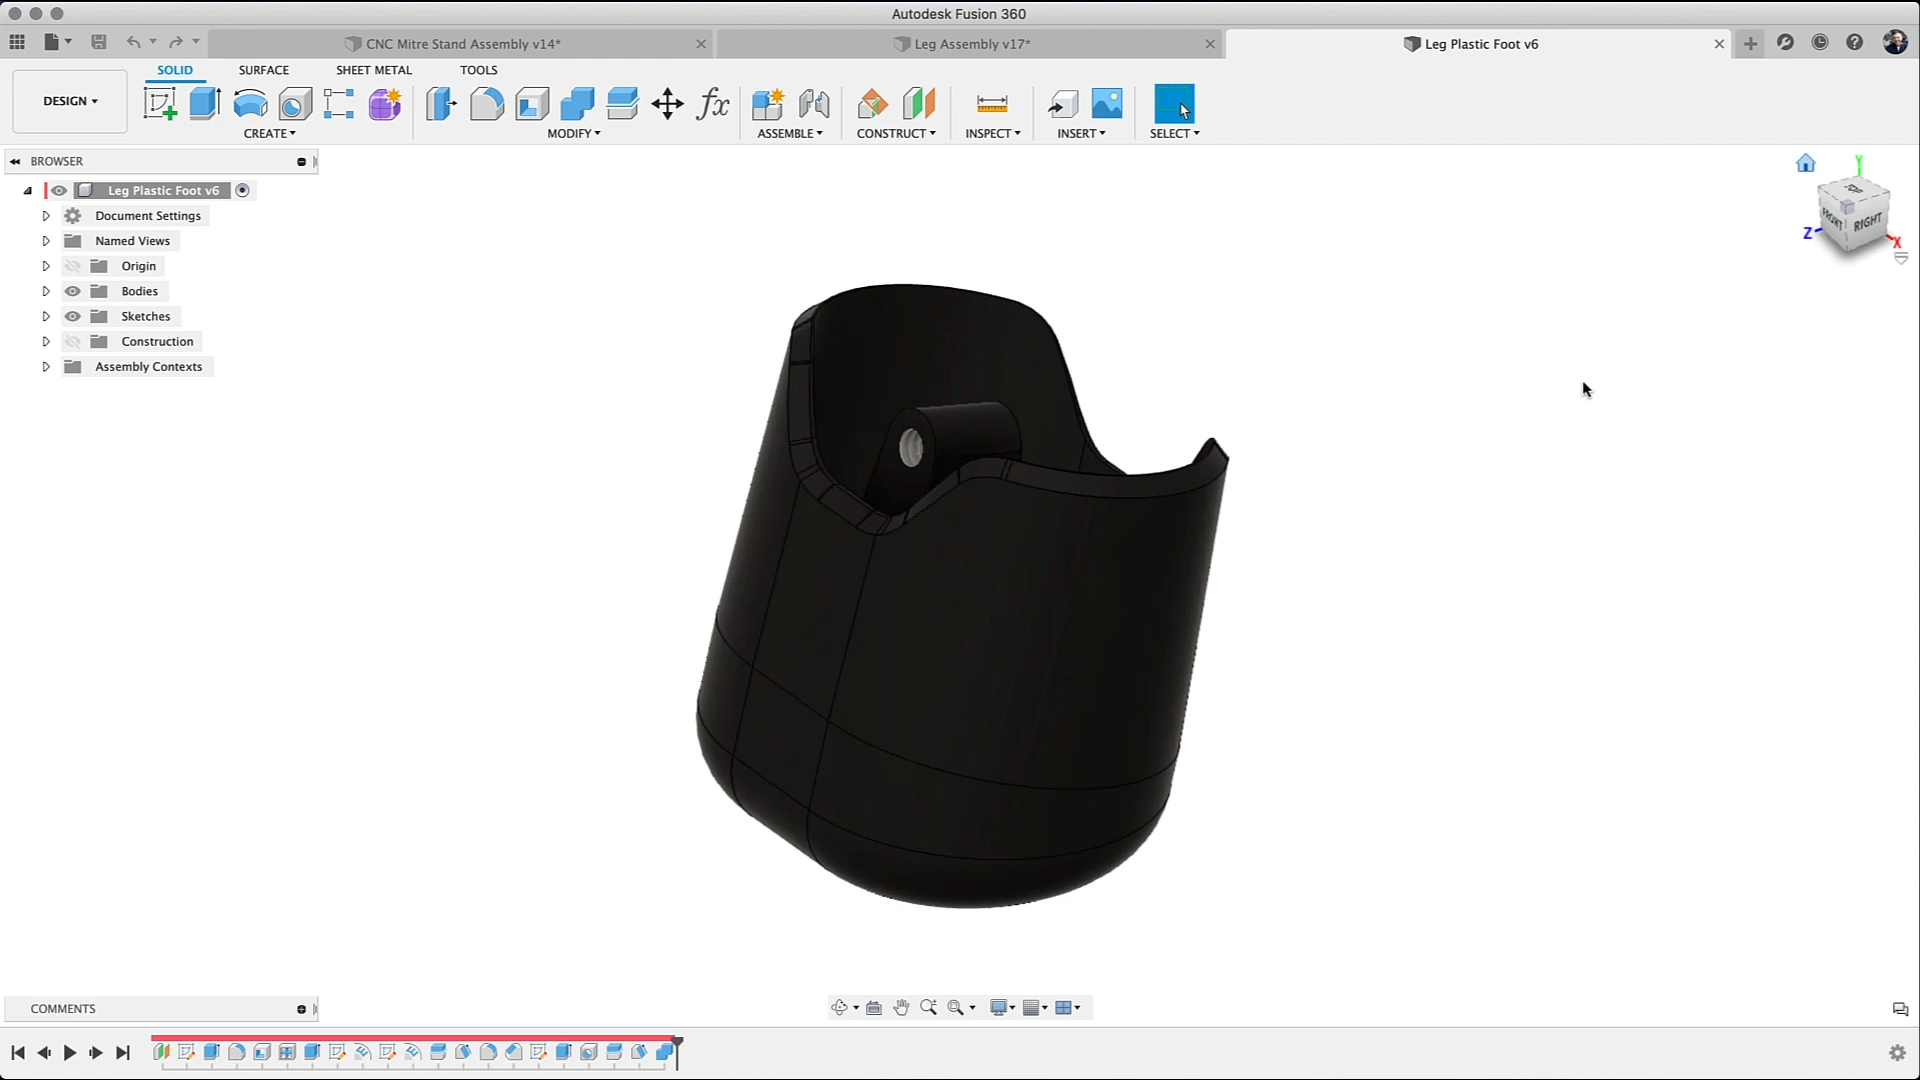 Autodesk Fusion 360
CNC Mitre Stand Assembly v14*
Leg Assembly v17*
Leg Plastic Foot v6
SOLID
SURFACE
SHEET METAL
TOOLS
DESIGN
CREATE
MODIFY
ASSEMBLE
CONSTRUCT
INSPECT
INSERT
SELECT
BROWSER
Leg Plastic Foot v6
Document Settings
Named Views
Origin
Bodies
Sketches
Construction
Assembly Contexts
Y
TOP
FRONT
RIGHT
Z
X
COMMENTS